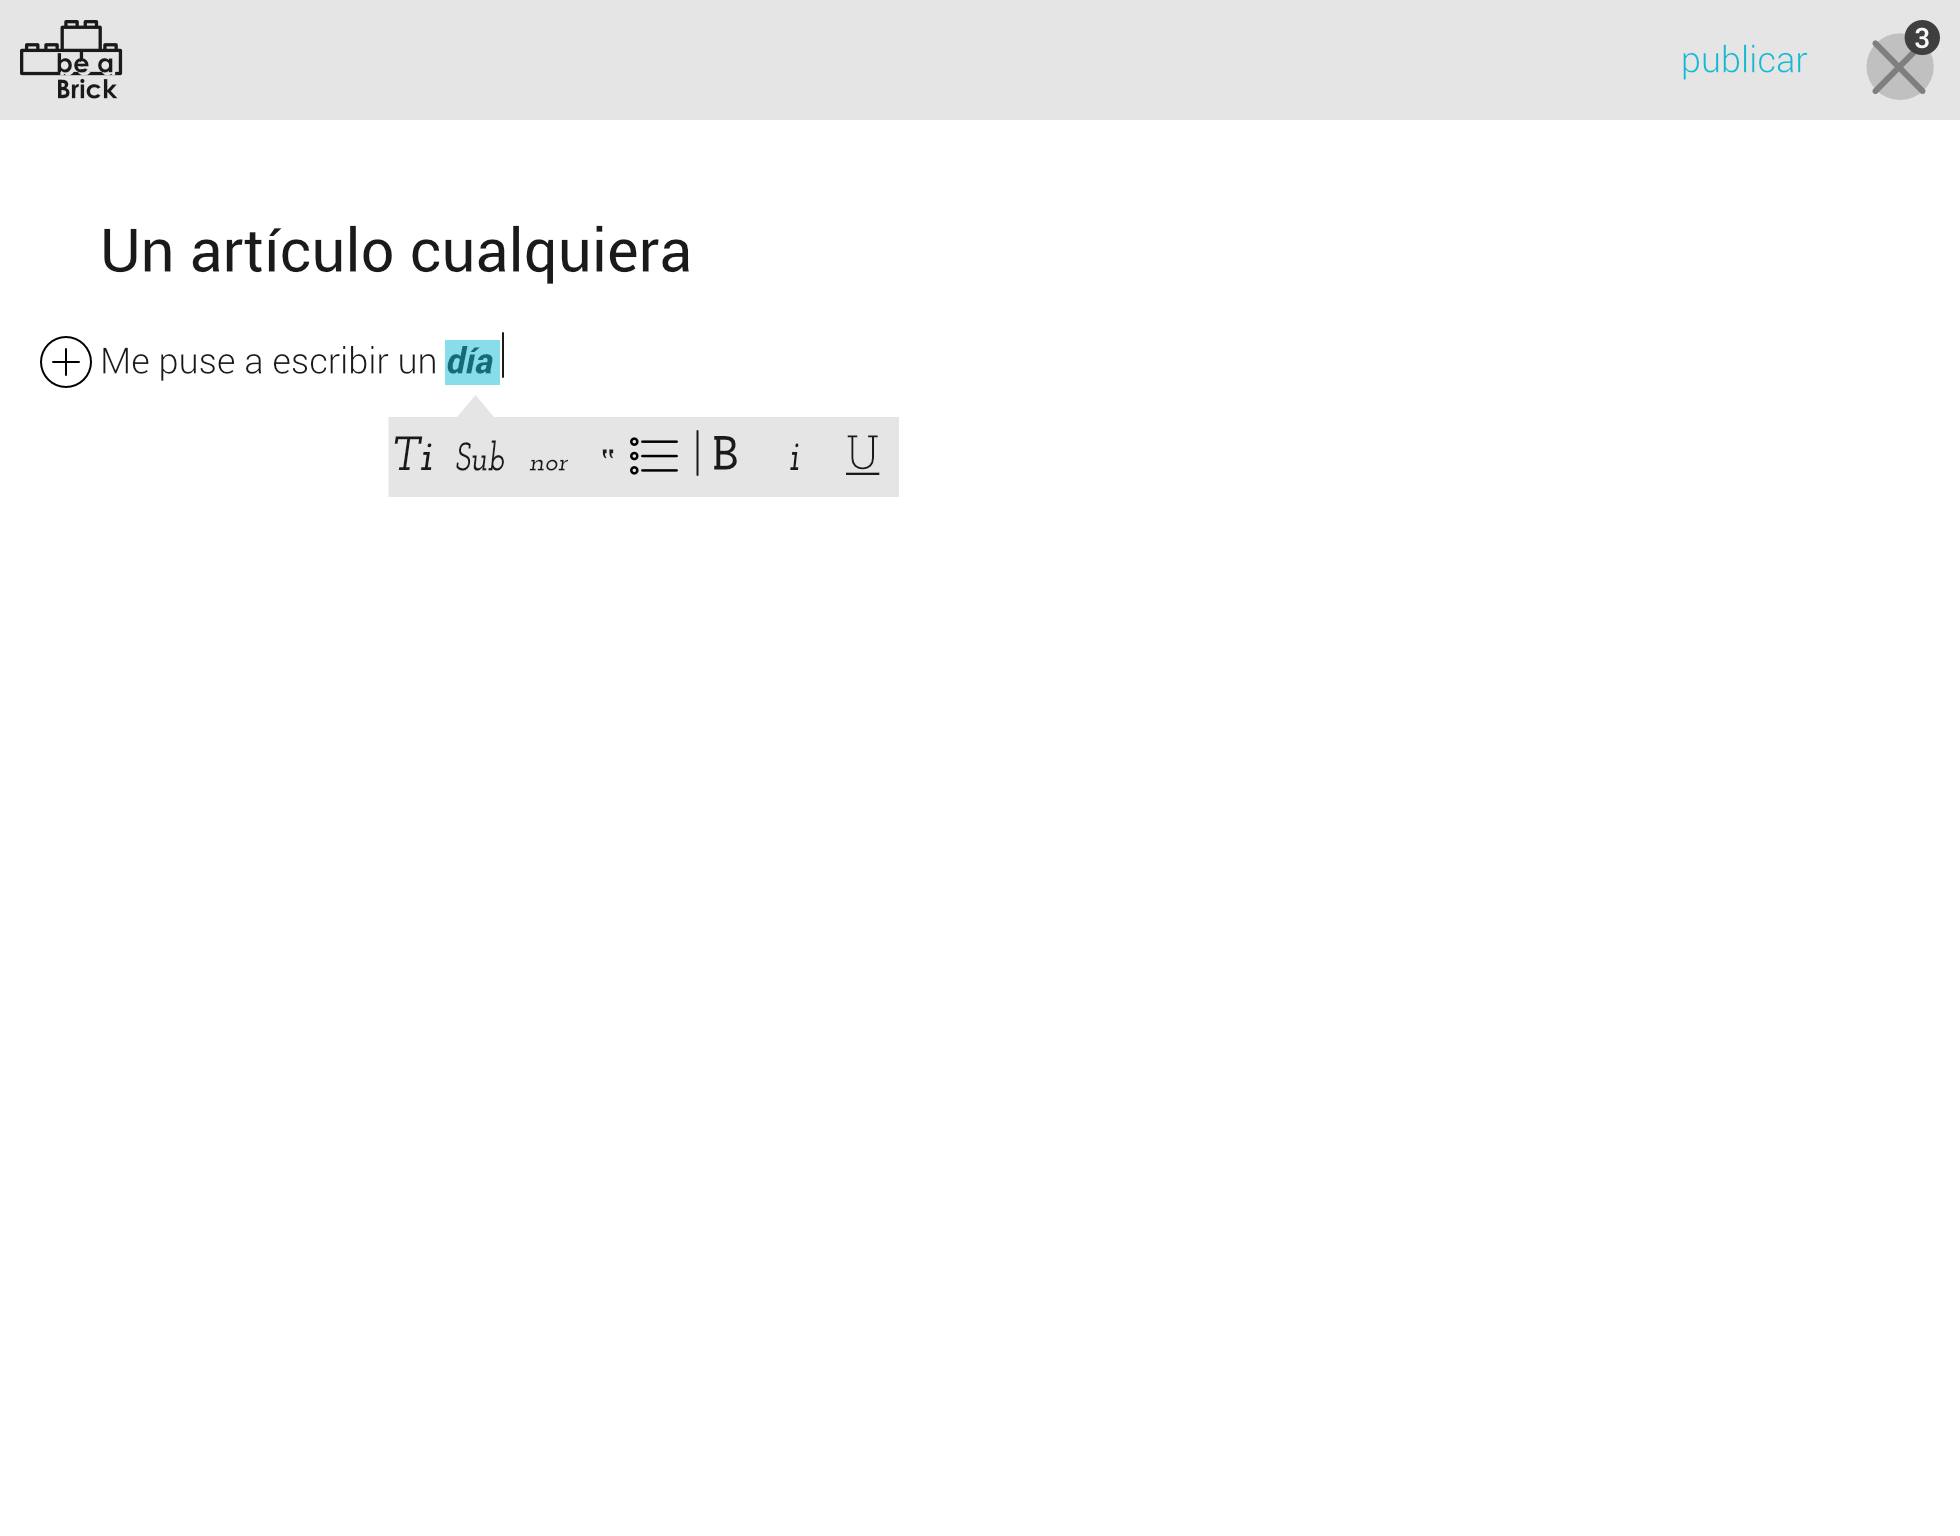 be a
Brick
publicar
3
Un artículo cualquiera
Me puse a escribir un día
Ti Sub nor " B i U